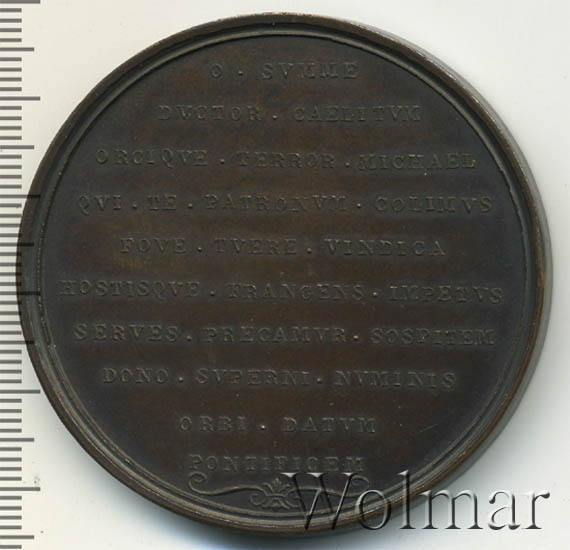 O · SVMME
DVCTOR · CAELITVM
ORCIQVE · TERROR · MICHAEL
QVI · TE · PATRONVM · COLIMVS
FOVE · TVERE · VINDICA
HOSTISQVE · FRANGENS · IMPETVS
SERVES · PRECAMVR · SOSPITEM
DONO · SVPERNI · NVMINIS
ORBI · DATVM
PONTIFICEM
Wolmar